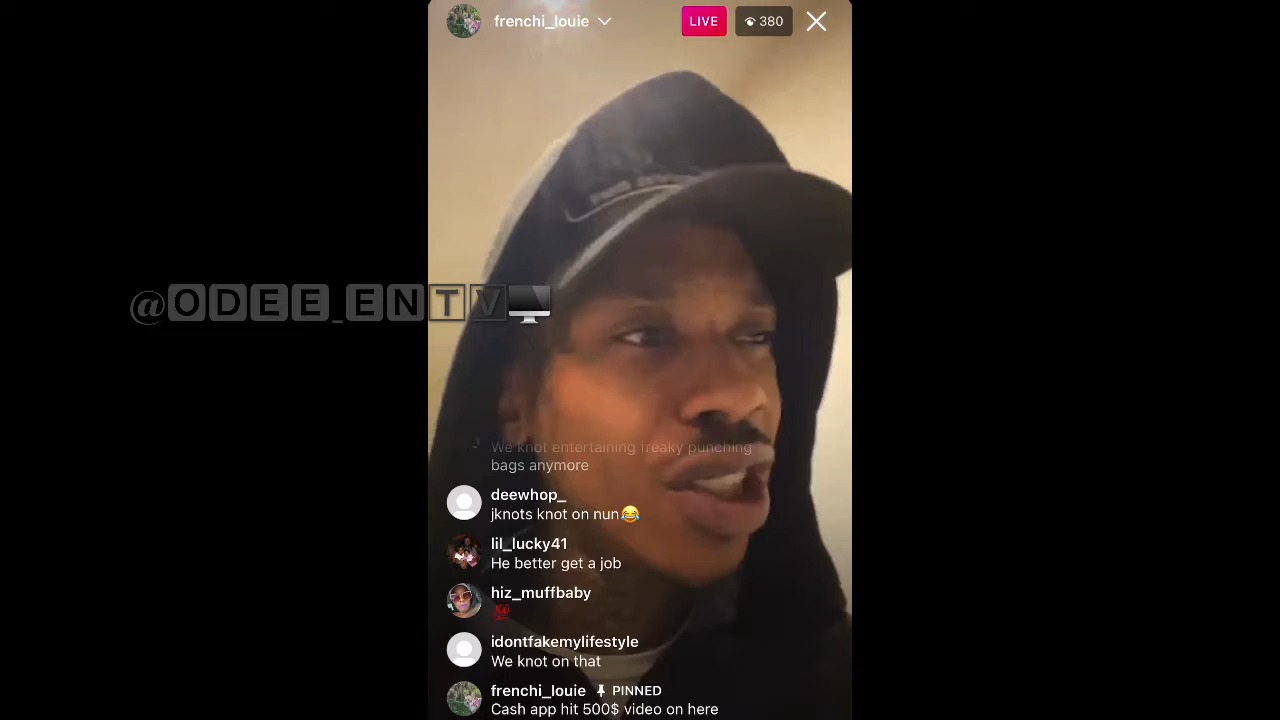 frenchi_louie
LIVE
380
@ODEE_ENTV
We knot entertaining freaky punching
bags anymore
deewhop_
jknots knot on nun😂
lil_lucky41
He better get a job
hiz_muffbaby
💯
idontfakemylifestyle
We knot on that
frenchi_louie PINNED
Cash app hit 500$ video on here